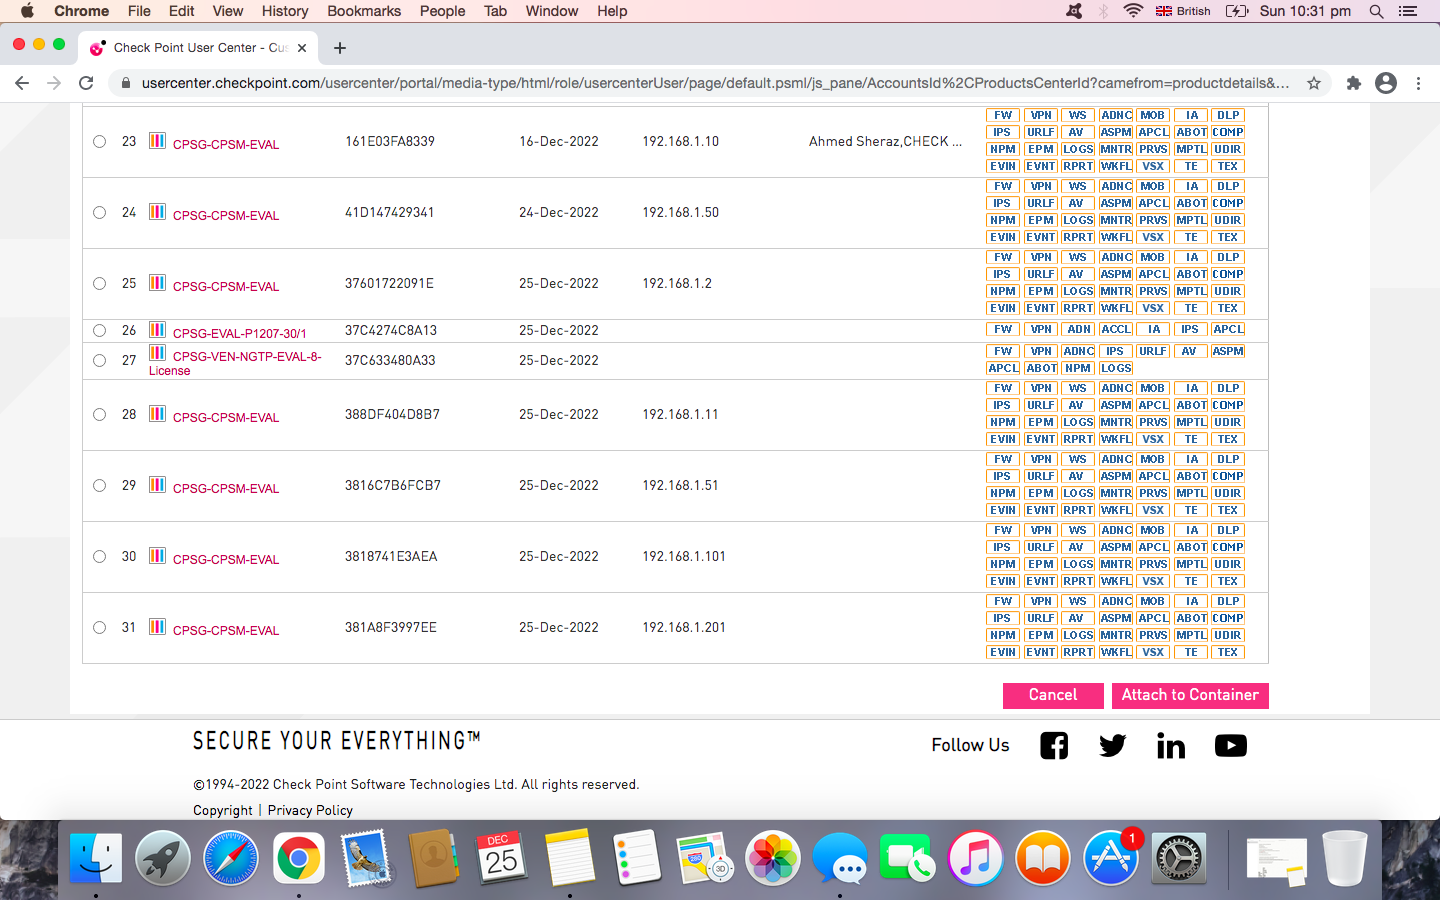 Chrome File Edit View History Bookmarks People Tab Window Help British Sun 10:31 pm
Check Point User Center - Cus
usercenter.checkpoint.com/usercenter/portal/media-type/html/role/usercenterUser/page/default.psml/js_pane/AccountsId%2CProductsCenterId?camefrom=productdetails&...
FW VPN WS ADNC MOB IA DLP
23 CPSG-CPSM-EVAL 161E03FA8339 16-Dec-2022 192.168.1.10 Ahmed Sheraz,CHECK ... IPS URLF AV ASPM APCL ABOT COMP
NPM EPM LOGS MNTR PRVS MPTL UDIR
EVIN EVNT RPRT WKFL VSX TE TEX
FW VPN WS ADNC MOB IA DLP
24 CPSG-CPSM-EVAL 41D147429341 24-Dec-2022 192.168.1.50 IPS URLF AV ASPM APCL ABOT COMP
NPM EPM LOGS MNTR PRVS MPTL UDIR
EVIN EVNT RPRT WKFL VSX TE TEX
FW VPN WS ADNC MOB IA DLP
25 CPSG-CPSM-EVAL 37601722091E 25-Dec-2022 192.168.1.2 IPS URLF AV ASPM APCL ABOT COMP
NPM EPM LOGS MNTR PRVS MPTL UDIR
EVIN EVNT RPRT WKFL VSX TE TEX
26 CPSG-EVAL-P1207-30/1 37C4274C8A13 25-Dec-2022 FW VPN ADN ACCL IA IPS APCL
27 CPSG-VEN-NGTP-EVAL-8- 37C633480A33 25-Dec-2022 FW VPN ADNC IPS URLF AV ASPM
License APCL ABOT NPM LOGS
FW VPN WS ADNC MOB IA DLP
28 CPSG-CPSM-EVAL 388DF404D8B7 25-Dec-2022 192.168.1.11 IPS URLF AV ASPM APCL ABOT COMP
NPM EPM LOGS MNTR PRVS MPTL UDIR
EVIN EVNT RPRT WKFL VSX TE TEX
FW VPN WS ADNC MOB IA DLP
29 CPSG-CPSM-EVAL 3816C7B6FCB7 25-Dec-2022 192.168.1.51 IPS URLF AV ASPM APCL ABOT COMP
NPM EPM LOGS MNTR PRVS MPTL UDIR
EVIN EVNT RPRT WKFL VSX TE TEX
FW VPN WS ADNC MOB IA DLP
30 CPSG-CPSM-EVAL 3818741E3AEA 25-Dec-2022 192.168.1.101 IPS URLF AV ASPM APCL ABOT COMP
NPM EPM LOGS MNTR PRVS MPTL UDIR
EVIN EVNT RPRT WKFL VSX TE TEX
FW VPN WS ADNC MOB IA DLP
31 CPSG-CPSM-EVAL 381A8F3997EE 25-Dec-2022 192.168.1.201 IPS URLF AV ASPM APCL ABOT COMP
NPM EPM LOGS MNTR PRVS MPTL UDIR
EVIN EVNT RPRT WKFL VSX TE TEX
Cancel Attach to Container
SECURE YOUR EVERYTHING™ Follow Us
©1994-2022 Check Point Software Technologies Ltd. All rights reserved.
Copyright | Privacy Policy
DEC
25
280
3D
1